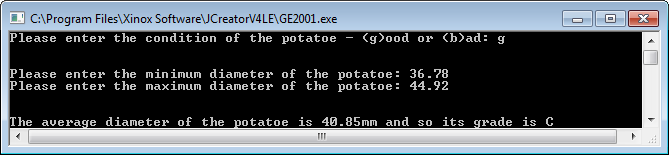 C:\Program Files\Xinox Software\JCreatorV4LE\GE2001.exe
Please enter the condition of the potatoe - (g)ood or (b)ad: g
Please enter the minimum diameter of the potatoe: 36.78
Please enter the maximum diameter of the potatoe: 44.92
The average diameter of the potatoe is 40.85mm and so its grade is C